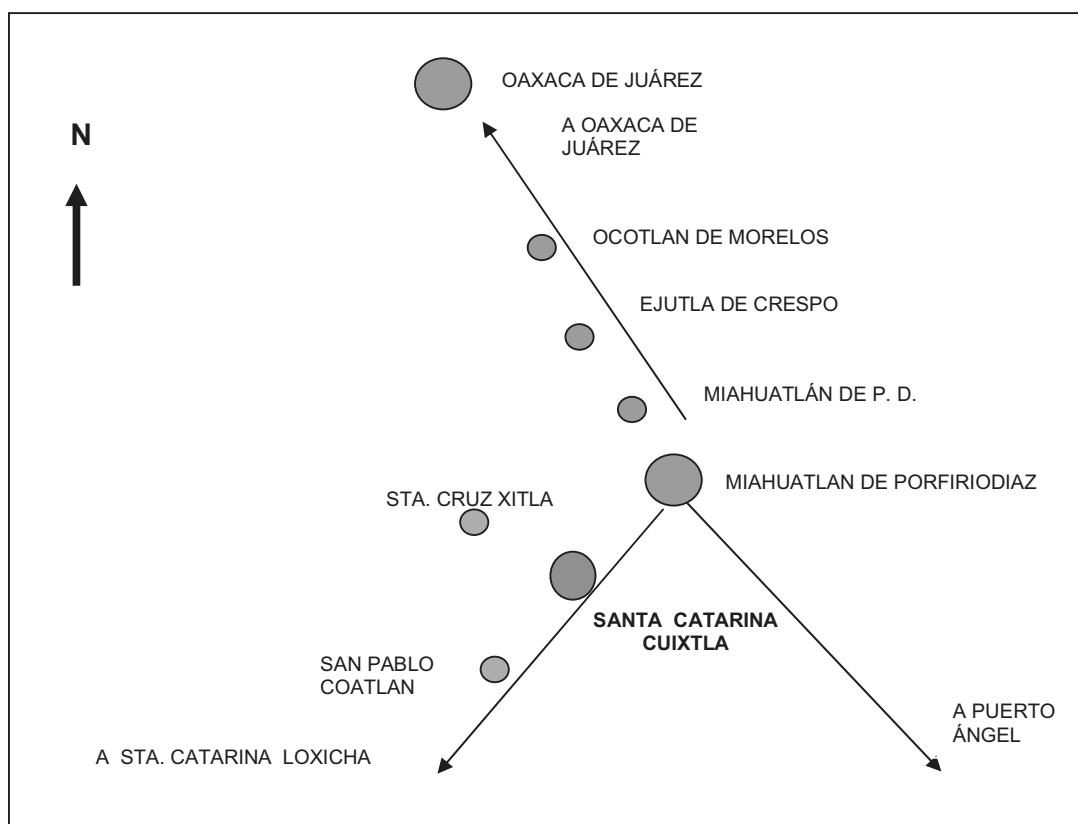 OAXACA DE JUÁREZ
A OAXACA DE
JUÁREZ
N
OCOTLAN DE MORELOS
EJUTLA DE CRESPO
MIAHUATLÁN DE P. D.
MIAHUATLAN DE PORFIRIODIAZ
STA. CRUZ XITLA
SANTA CATARINA
CUIXTLA
SAN PABLO
COATLAN
A PUERTO
ÁNGEL
A STA. CATARINA LOXICHA